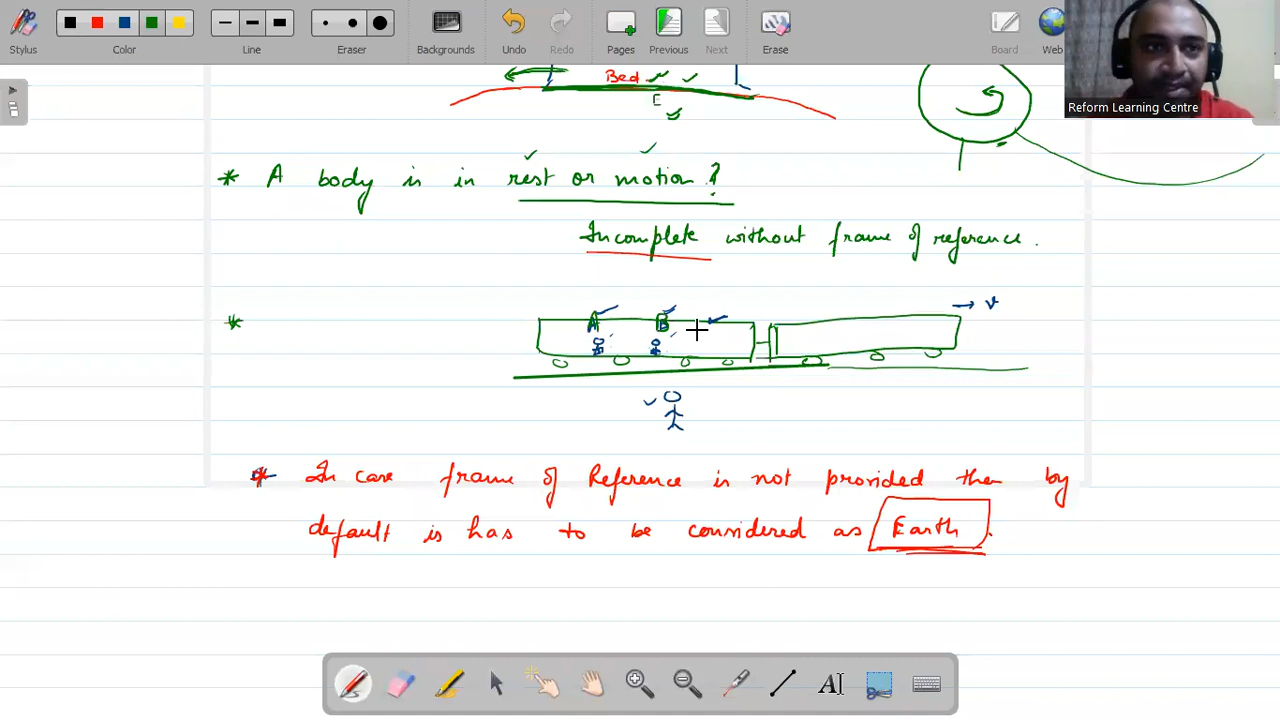 Stylus Color Line Eraser Backgrounds Undo Redo Pages Previous Next Erase Board Web
Reform Learning Centre
Bed
E
* A body is in rest or motion?
Incomplete without frame of reference.
*
A B → v
* In case frame of Reference is not provided then by
default is has to be considered as Earth.